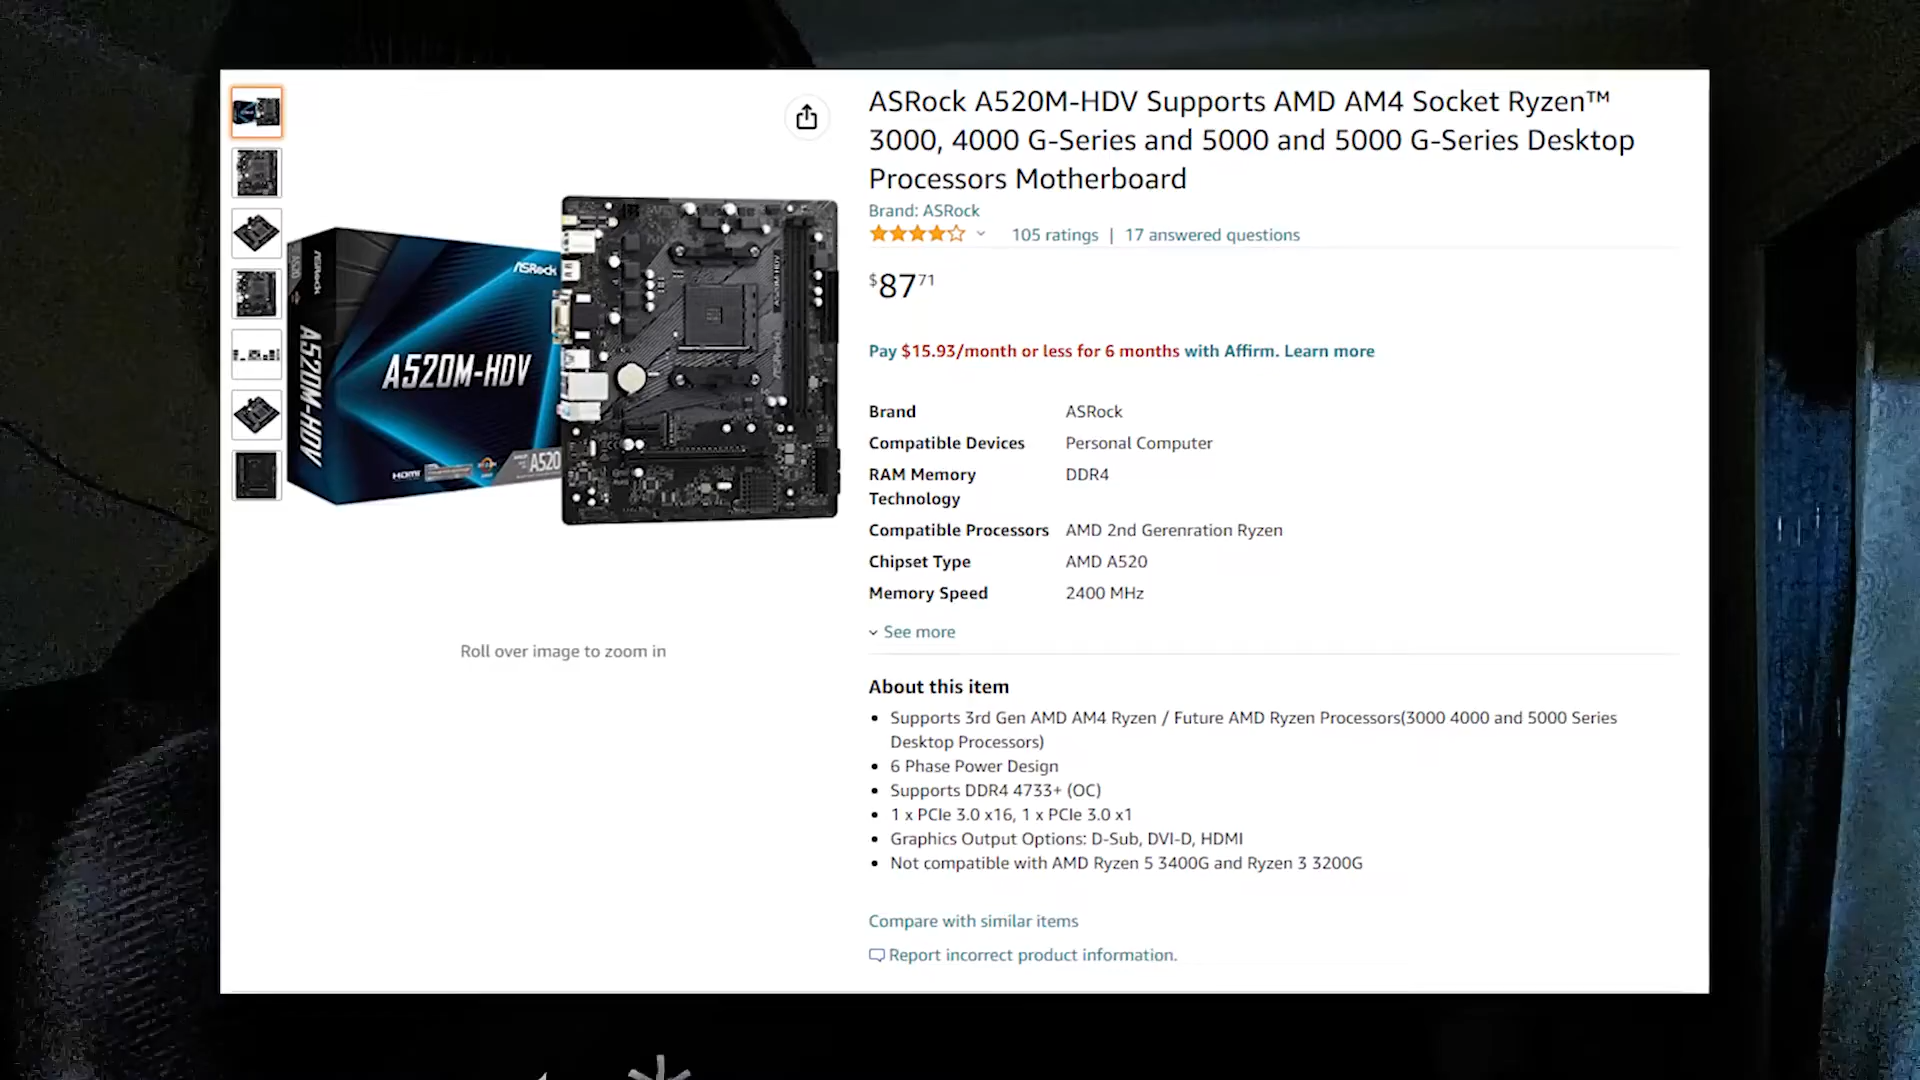 ASRock A520M-HDV Supports AMD AM4 Socket Ryzen™
3000, 4000 G-Series and 5000 and 5000 G-Series Desktop
Processors Motherboard
Brand: ASRock
105 ratings | 17 answered questions
$87 71
Pay $15.93/month or less for 6 months with Affirm. Learn more
Brand ASRock
Compatible Devices Personal Computer
RAM Memory DDR4
Technology
Compatible Processors AMD 2nd Gerenration Ryzen
Chipset Type AMD A520
Memory Speed 2400 MHz
See more
About this item
• Supports 3rd Gen AMD AM4 Ryzen / Future AMD Ryzen Processors(3000 4000 and 5000 Series
Desktop Processors)
• 6 Phase Power Design
• Supports DDR4 4733+ (OC)
• 1 x PCIe 3.0 x16, 1 x PCIe 3.0 x1
• Graphics Output Options: D-Sub, DVI-D, HDMI
• Not compatible with AMD Ryzen 5 3400G and Ryzen 3 3200G
Compare with similar items
Report incorrect product information.
ASRock
A520M-HDV
ASRock
A520M-HDV
HDMI
A520
A520M-HDV
Roll over image to zoom in